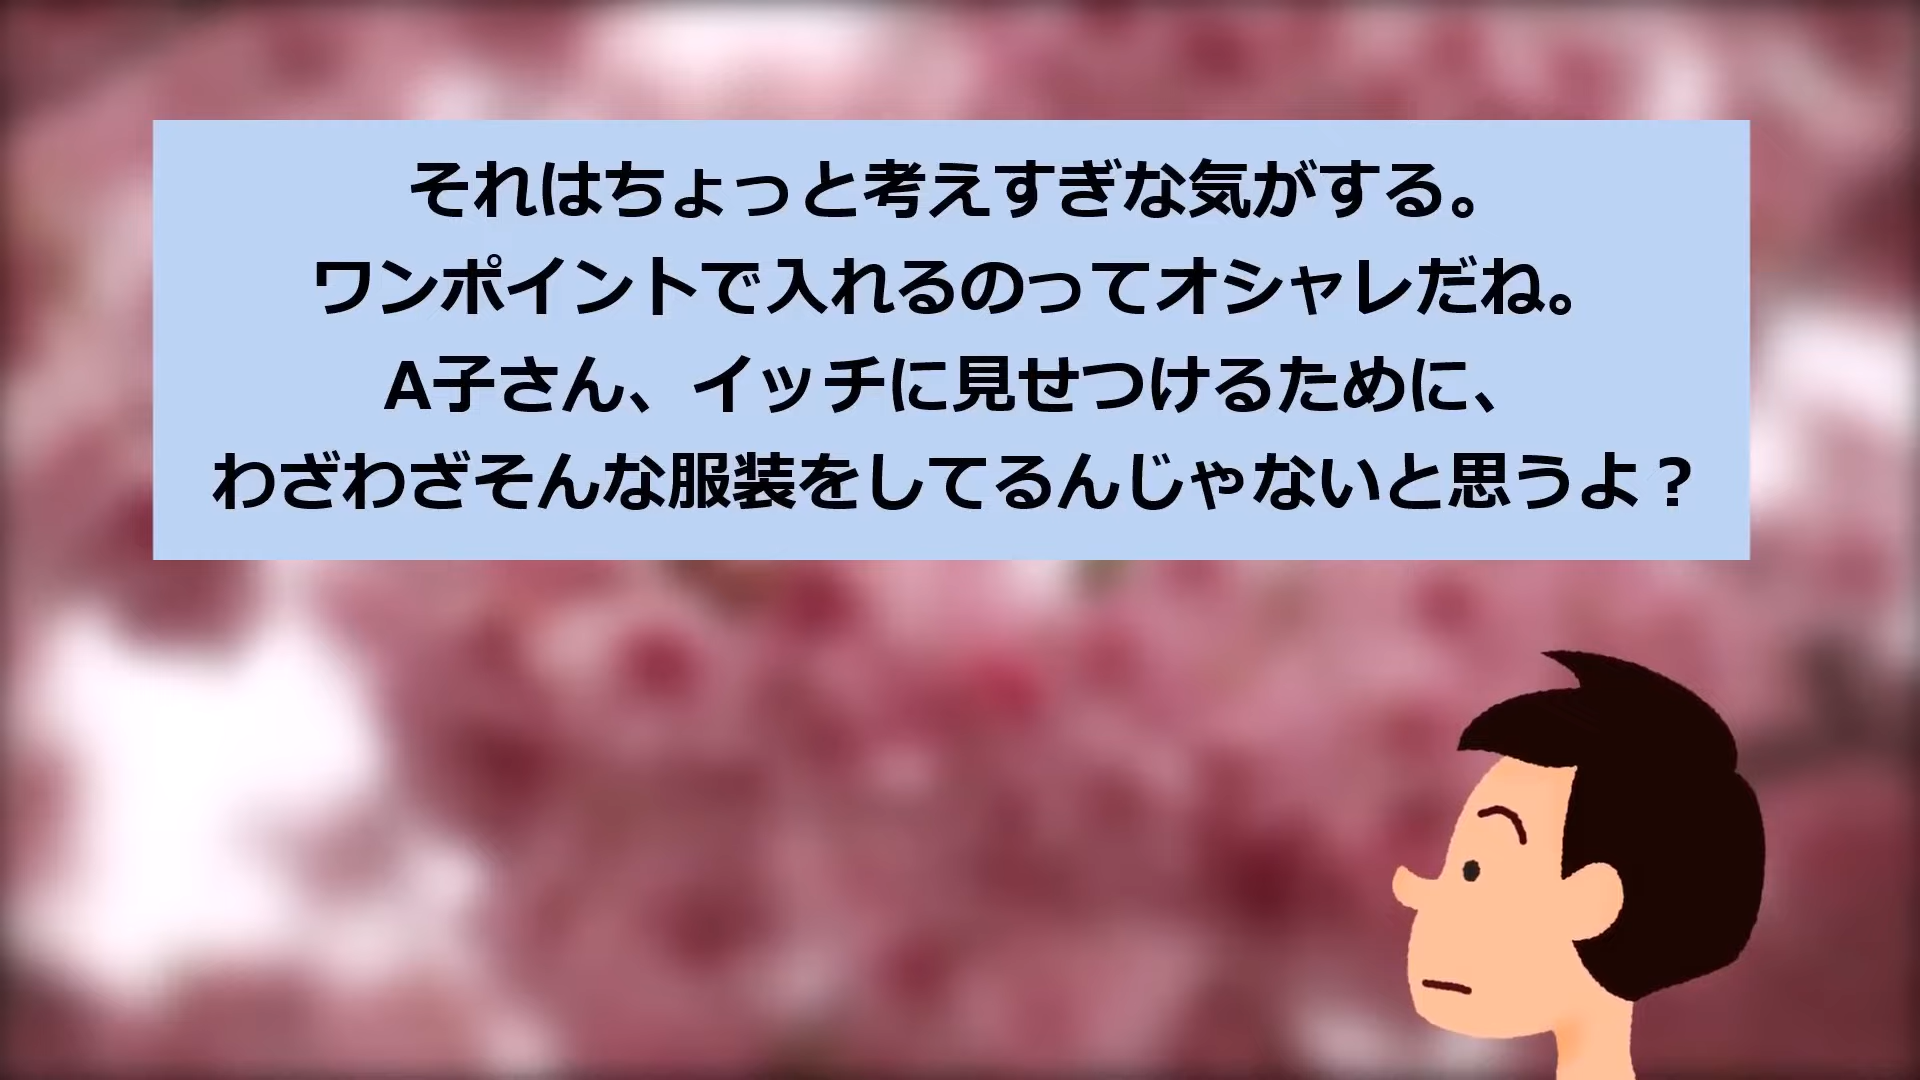 それはちょっと考えすぎな気がする。
ワンポイントで入れるのってオシャレだね。
A子さん、イッチに見せつけるために、
わざわざそんな服装をしてるんじゃないと思うよ？